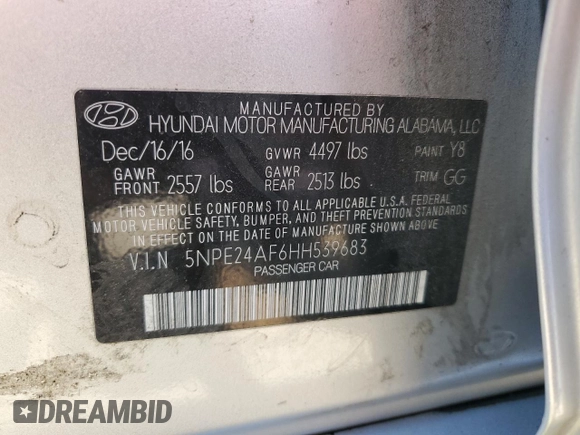 MANUFACTURED BY
HYUNDAI MOTOR MANUFACTURING ALABAMA, LLC
Dec/16/16 GVWR 4497 lbs PAINT Y8
GAWR FRONT 2557 lbs GAWR REAR 2513 lbs TRIM GG
THIS VEHICLE CONFORMS TO ALL APPLICABLE U.S.A. FEDERAL
MOTOR VEHICLE SAFETY, BUMPER, AND THEFT PREVENTION STANDARDS
IN EFFECT ON THE DATE OF MANUFACTURE SHOWN ABOVE
V.I.N 5NPE24AF6HH539683
PASSENGER CAR
DREAMBID